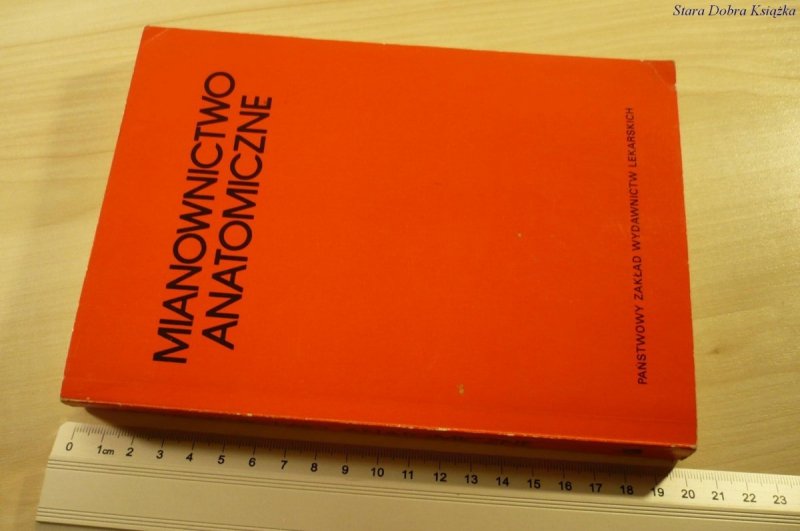 Stara Dobra Książka
MIANOWNICTWO
ANATOMICZNE
PAŃSTWOWY ZAKŁAD WYDAWNICTW LEKARSKICH
0 1cm 2 3 4 5 6 7 8 9 10 11 12 13 14 15 16 17 18 19 20 21 22 23